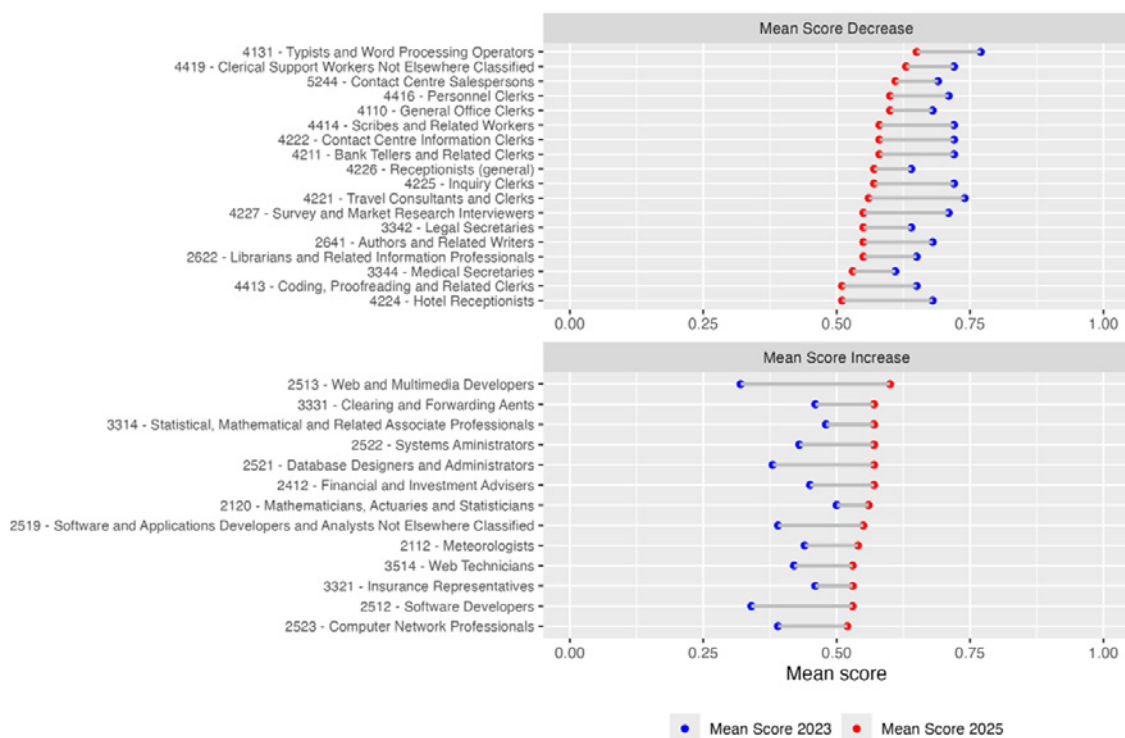 Mean Score Decrease
4131 - Typists and Word Processing Operators
4419 - Clerical Support Workers Not Elsewhere Classified
5244 - Contact Centre Salespersons
4416 - Personnel Clerks
4110 - General Office Clerks
4414 - Scribes and Related Workers
4222 - Contact Centre Information Clerks
4211 - Bank Tellers and Related Clerks
4226 - Receptionists (general)
4225 - Inquiry Clerks
4221 - Travel Consultants and Clerks
4227 - Survey and Market Research Interviewers
3342 - Legal Secretaries
2641 - Authors and Related Writers
2622 - Librarians and Related Information Professionals
3344 - Medical Secretaries
4413 - Coding, Proofreading and Related Clerks
4224 - Hotel Receptionists
0.00 0.25 0.50 0.75 1.00
Mean Score Increase
2513 - Web and Multimedia Developers
3331 - Clearing and Forwarding Aents
3314 - Statistical, Mathematical and Related Associate Professionals
2522 - Systems Aministrators
2521 - Database Designers and Administrators
2412 - Financial and Investment Advisers
2120 - Mathematicians, Actuaries and Statisticians
2519 - Software and Applications Developers and Analysts Not Elsewhere Classified
2112 - Meteorologists
3514 - Web Technicians
3321 - Insurance Representatives
2512 - Software Developers
2523 - Computer Network Professionals
0.00 0.25 0.50 0.75 1.00
Mean score
Mean Score 2023 Mean Score 2025